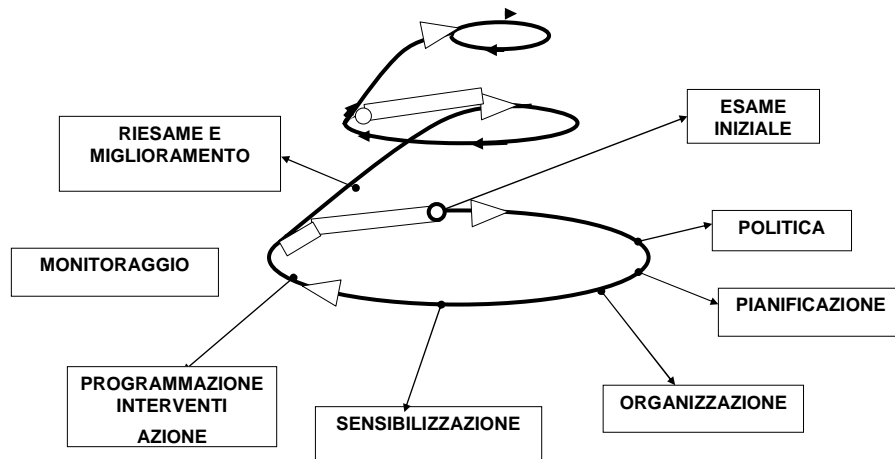 ESAME
INIZIALE
RIESAME E
MIGLIORAMENTO
POLITICA
MONITORAGGIO
PIANIFICAZIONE
PROGRAMMAZIONE
INTERVENTI
AZIONE
SENSIBILIZZAZIONE
ORGANIZZAZIONE